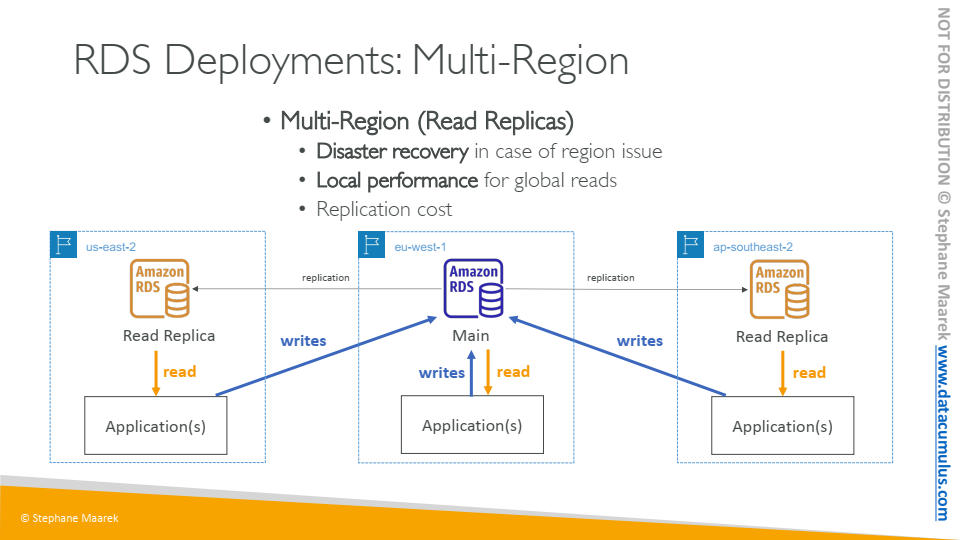 RDS Deployments: Multi-Region
• Multi-Region (Read Replicas)
• Disaster recovery in case of region issue
• Local performance for global reads
• Replication cost
us-east-2
Amazon
RDS
Read Replica
read
Application(s)
replication
writes
eu-west-1
Amazon
RDS
Main
writes
read
Application(s)
replication
writes
ap-southeast-2
Amazon
RDS
Read Replica
read
Application(s)
© Stephane Maarek
NOT FOR DISTRIBUTION © Stephane Maarek www.datacumulus.com